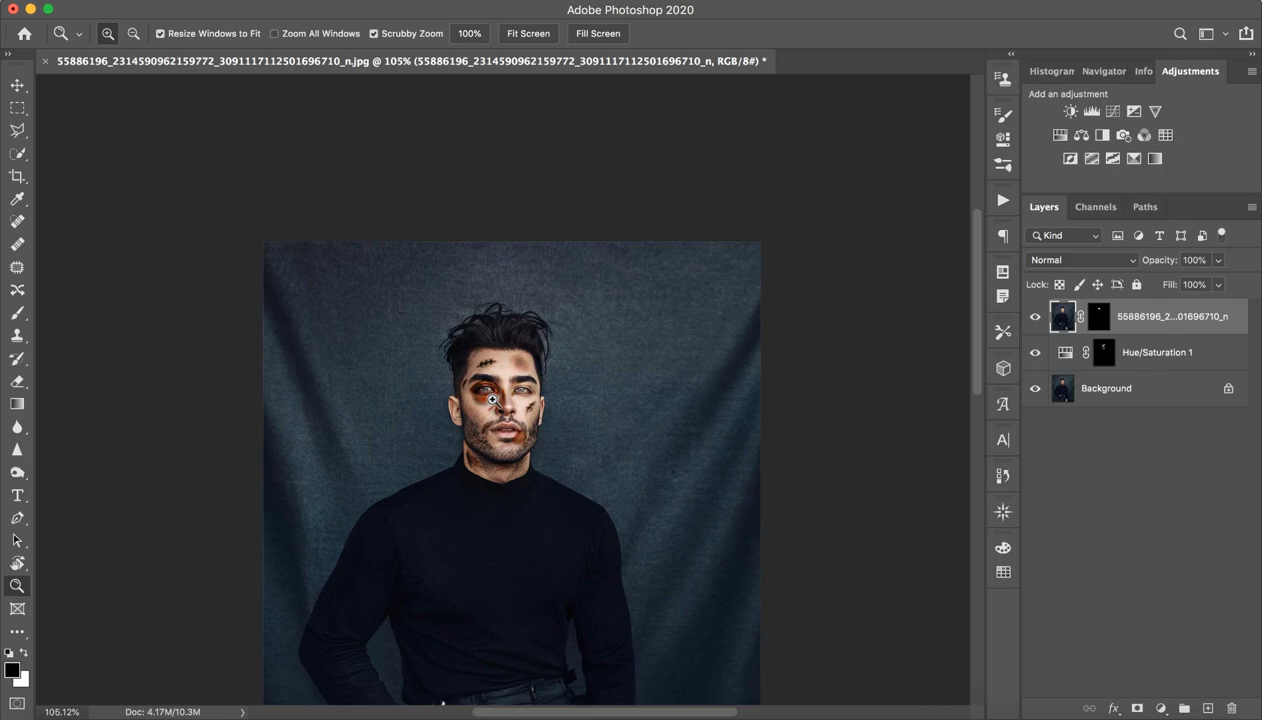 Adobe Photoshop 2020
Resize Windows to Fit Zoom All Windows Scrubby Zoom 100% Fit Screen Fill Screen
55886196_2314590962159772_3091117112501696710_n.jpg @ 105% (55886196_2314590962159772_3091117112501696710_n, RGB/8#) *
Histogram Navigator Info Adjustments
Add an adjustment
Layers Channels Paths
Kind
Normal Opacity: 100%
Lock: Fill: 100%
55886196_2...01696710_n
Hue/Saturation 1
Background
105.12% Doc: 4.17M/10.3M